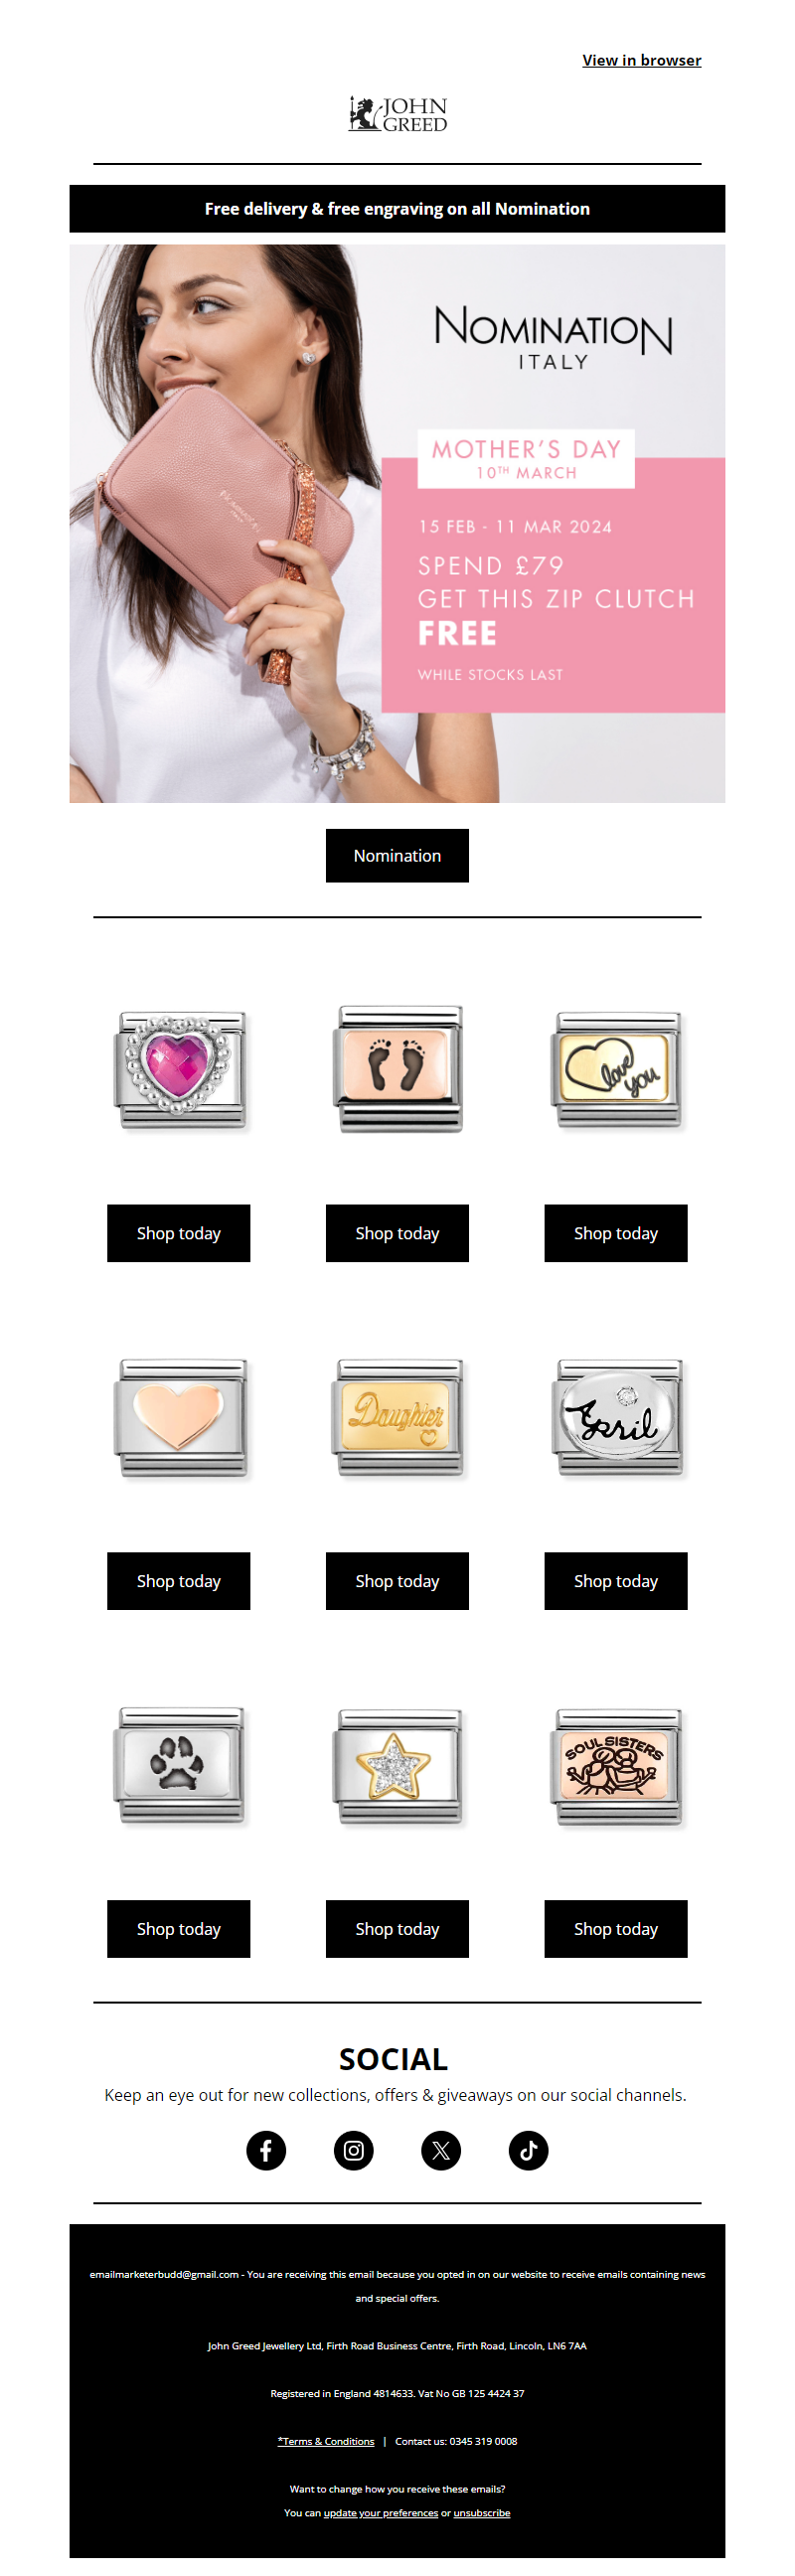 View in browser
JOHN
GREED
Free delivery & free engraving on all Nomination
NOMINATION
ITALY
MOTHER'S DAY
10TH MARCH
15 FEB - 11 MAR 2024
SPEND £79
GET THIS ZIP CLUTCH
FREE
WHILE STOCKS LAST
Nomination
love
you
Shop today Shop today Shop today
Daughter
April
Shop today Shop today Shop today
SOUL SISTERS
Shop today Shop today Shop today
SOCIAL
Keep an eye out for new collections, offers & giveaways on our social channels.
emailmarketerbudd@gmail.com - You are receiving this email because you opted in on our website to receive emails containing news
and special offers.
John Greed Jewellery Ltd, Firth Road Business Centre, Firth Road, Lincoln, LN6 7AA
Registered in England 4814633. Vat No GB 125 4424 37
*Terms & Conditions | Contact us: 0345 319 0008
Want to change how you receive these emails?
You can update your preferences or unsubscribe